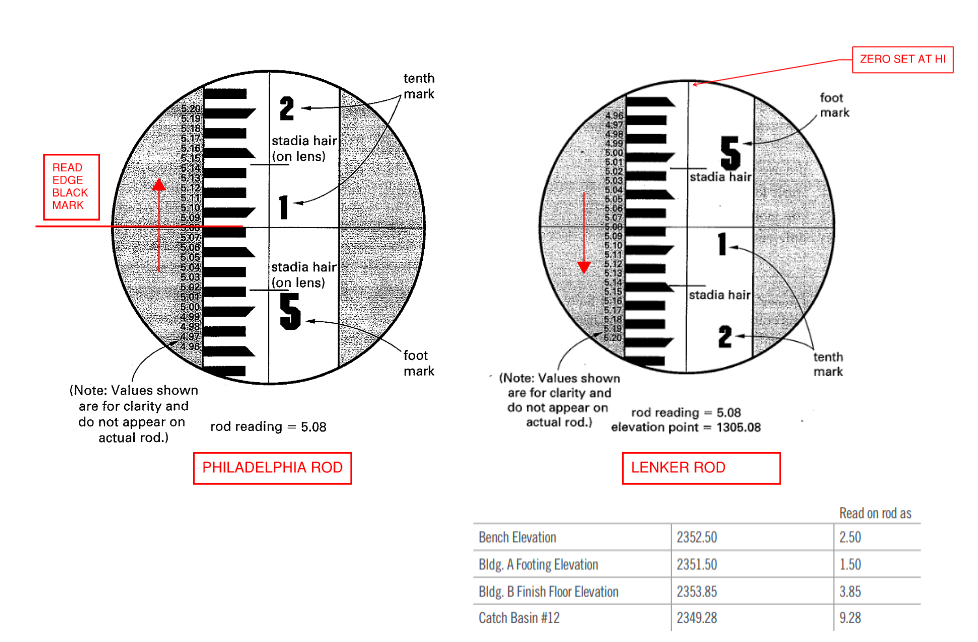 tenth
mark
2
stadia hair
(on lens)
1
stadia hair
(on lens)
5
foot
mark
5.20
5.19
5.18
5.17
5.16
5.15
5.14
5.13
5.12
5.11
5.10
5.09
5.07
5.06
5.05
5.04
5.03
5.02
5.01
5.00
4.99
4.98
4.97
4.96
READ
EDGE
BLACK
MARK
(Note: Values shown
are for clarity and
do not appear on
actual rod.)
rod reading = 5.08
PHILADELPHIA ROD
ZERO SET AT HI
foot
mark
5
stadia hair
1
stadia hair
2
tenth
mark
4.96
4.97
4.98
4.99
5.00
5.01
5.02
5.03
5.04
5.05
5.06
5.07
5.09
5.10
5.11
5.12
5.13
5.14
5.15
5.17
5.18
5.19
5.20
(Note: Values shown
are for clarity and
do not appear on
actual rod.)
rod reading = 5.08
elevation point = 1305.08
LENKER ROD
Read on rod as
Bench Elevation 2352.50 2.50
Bldg. A Footing Elevation 2351.50 1.50
Bldg. B Finish Floor Elevation 2353.85 3.85
Catch Basin #12 2349.28 9.28